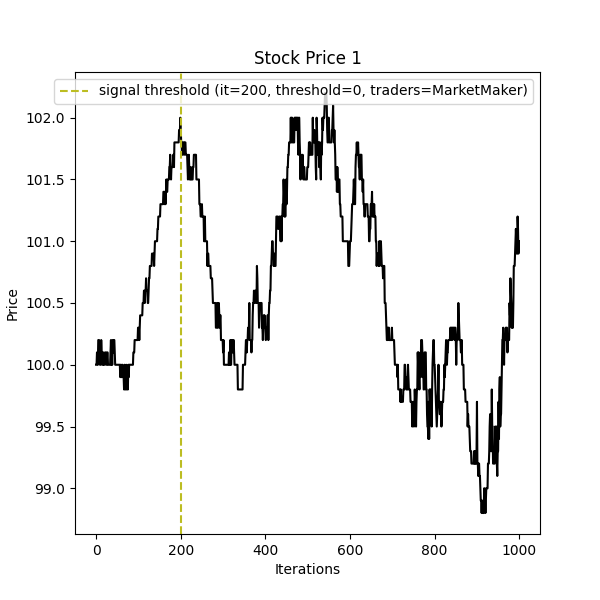 Stock Price 1
signal threshold (it=200, threshold=0, traders=MarketMaker)
102.0
101.5
101.0
100.5
100.0
99.5
99.0
Price
0 200 400 600 800 1000
Iterations